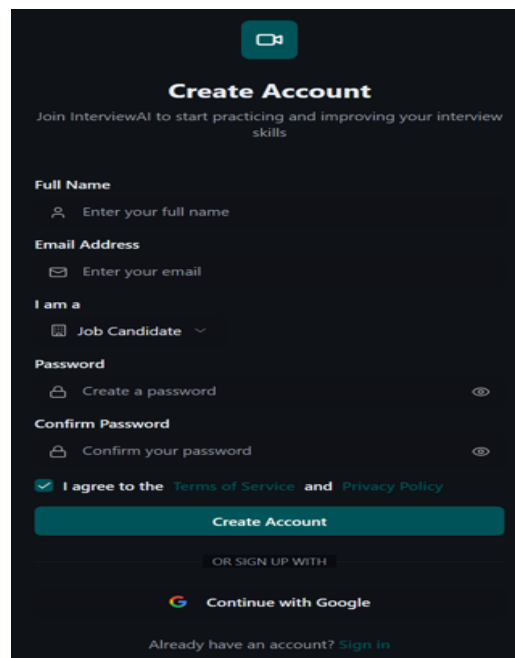 Create Account
Join InterviewAI to start practicing and improving your interview
skills
Full Name
Enter your full name
Email Address
Enter your email
I am a
Job Candidate
Password
Create a password
Confirm Password
Confirm your password
I agree to the Terms of Service and Privacy Policy
Create Account
OR SIGN UP WITH
Continue with Google
Already have an account? Sign in